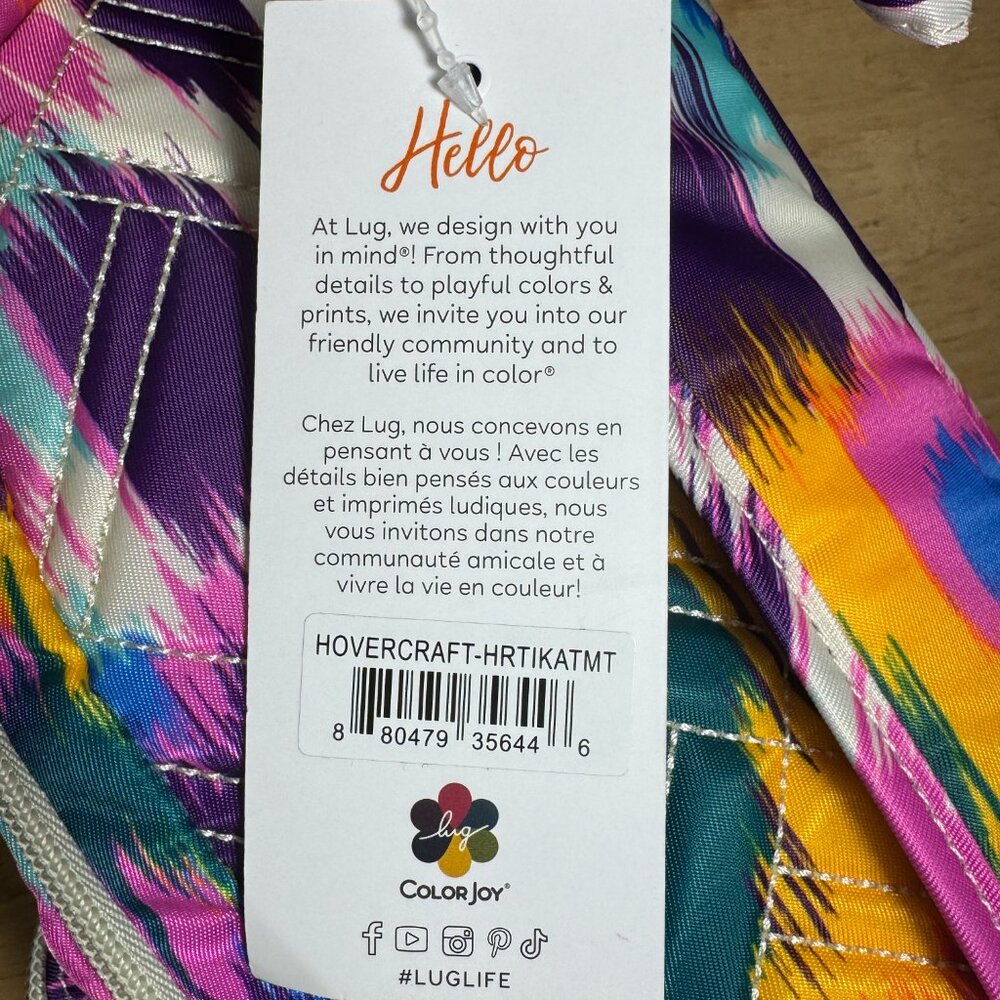 Hello
At Lug, we design with you
in mind®! From thoughtful
details to playful colors &
prints, we invite you into our
friendly community and to
live life in color®
Chez Lug, nous concevons en
pensant à vous ! Avec les
détails bien pensés aux couleurs
et imprimés ludiques, nous
vous invitons dans notre
communauté amicale et à
vivre la vie en couleur!
HOVERCRAFT-HRTIKATMT
8 80479 35644 6
lug
COLORJOY®
#LUGLIFE